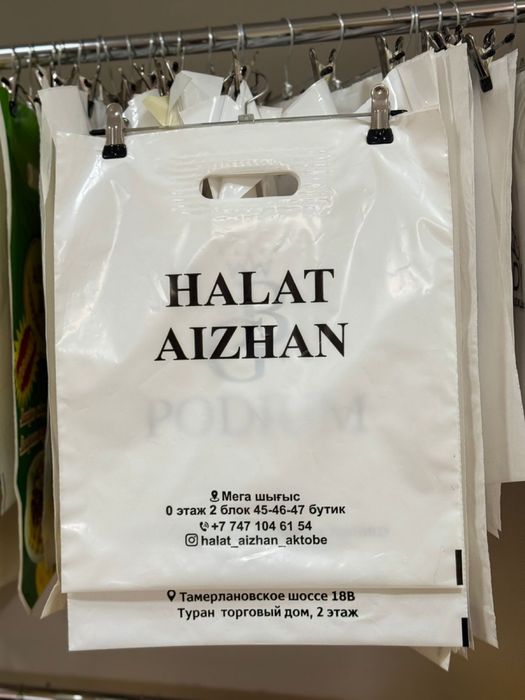 HALAT
AIZHAN
PODIUM
Мега шығыс
0 этаж 2 блок 45-46-47 бутик
+7 747 104 61 54
halat_aizhan_aktobe
Тамерлановское шоссе 18В
Туран торговый дом, 2 этаж